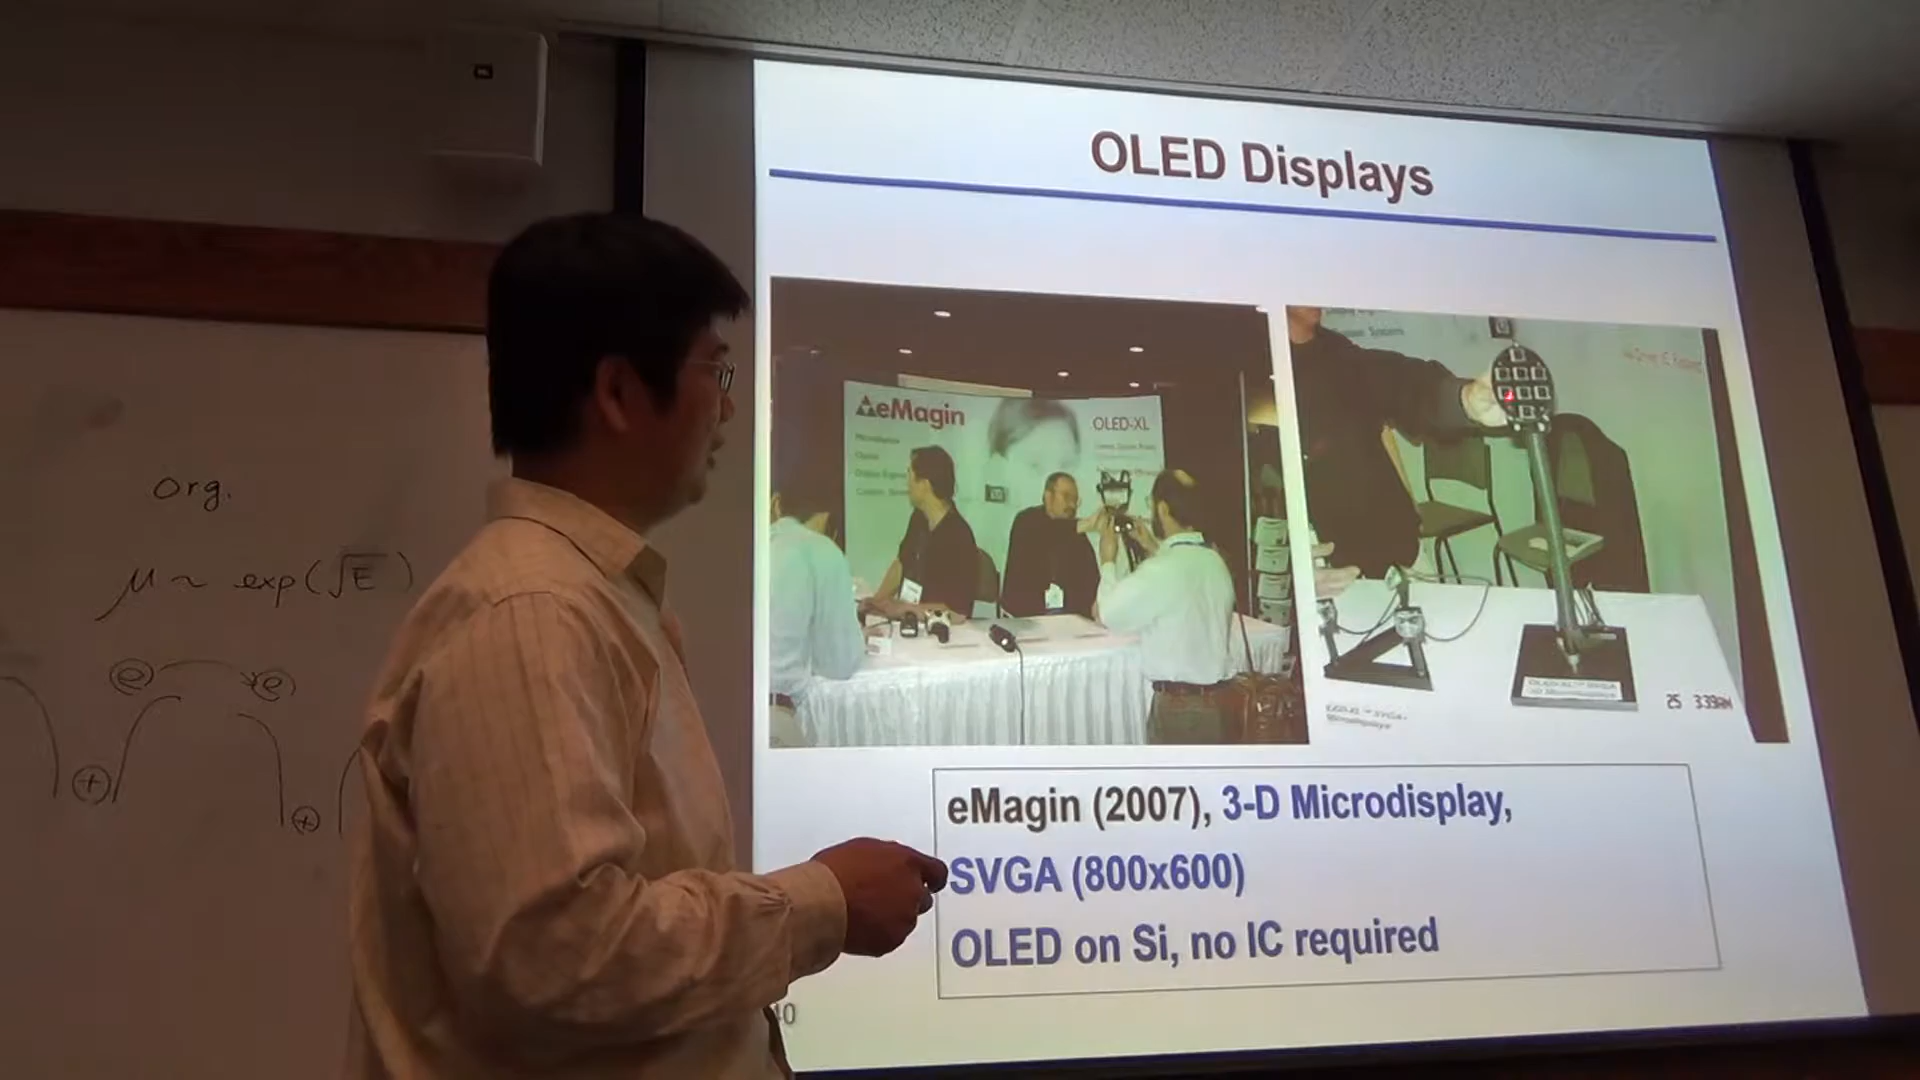 OLED Displays
eMagin
OLED-XL
org.
μ ~ exp(√E)
e e
+ +
25 3:39AM
eMagin (2007), 3-D Microdisplay,
SVGA (800x600)
OLED on Si, no IC required
40